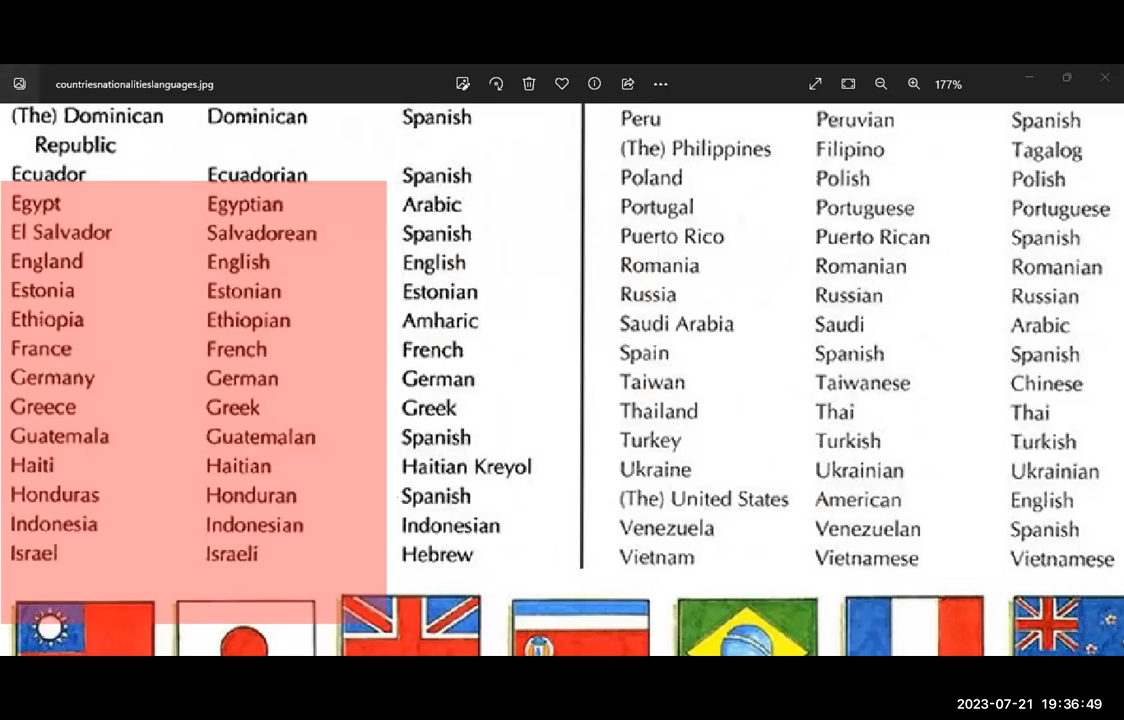 countriesnationalitieslanguages.jpg
177%
(The) Dominican Dominican Spanish
Republic
Ecuador Ecuadorian Spanish
Egypt Egyptian Arabic
El Salvador Salvadorean Spanish
England English English
Estonia Estonian Estonian
Ethiopia Ethiopian Amharic
France French French
Germany German German
Greece Greek Greek
Guatemala Guatemalan Spanish
Haiti Haitian Haitian Kreyol
Honduras Honduran Spanish
Indonesia Indonesian Indonesian
Israel Israeli Hebrew
Peru Peruvian Spanish
(The) Philippines Filipino Tagalog
Poland Polish Polish
Portugal Portuguese Portuguese
Puerto Rico Puerto Rican Spanish
Romania Romanian Romanian
Russia Russian Russian
Saudi Arabia Saudi Arabic
Spain Spanish Spanish
Taiwan Taiwanese Chinese
Thailand Thai Thai
Turkey Turkish Turkish
Ukraine Ukrainian Ukrainian
(The) United States American English
Venezuela Venezuelan Spanish
Vietnam Vietnamese Vietnamese
2023-07-21 19:36:49